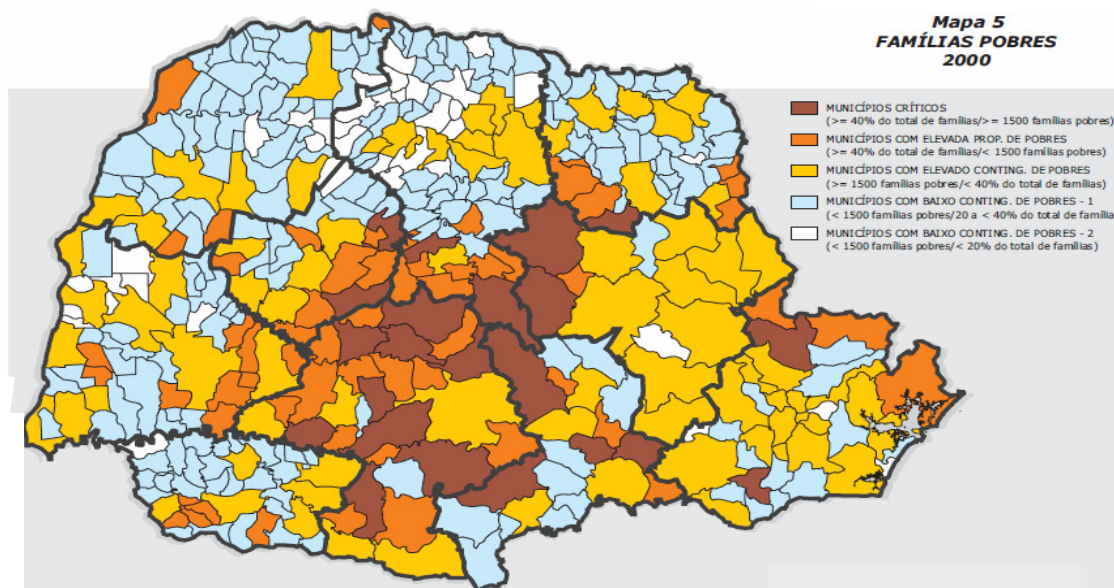 Mapa 5
FAMÍLIAS POBRES
2000
MUNICÍPIOS CRÍTICOS
(>= 40% do total de famílias/>= 1500 famílias pobres)
MUNICÍPIOS COM ELEVADA PROP. DE POBRES
(>= 40% do total de famílias/< 1500 famílias pobres)
MUNICÍPIOS COM ELEVADO CONTING. DE POBRES
(>= 1500 famílias pobres/< 40% do total de famílias)
MUNICÍPIOS COM BAIXO CONTING. DE POBRES - 1
(< 1500 famílias pobres/20 a < 40% do total de família
MUNICÍPIOS COM BAIXO CONTING. DE POBRES - 2
(< 1500 famílias pobres/< 20% do total de famílias)